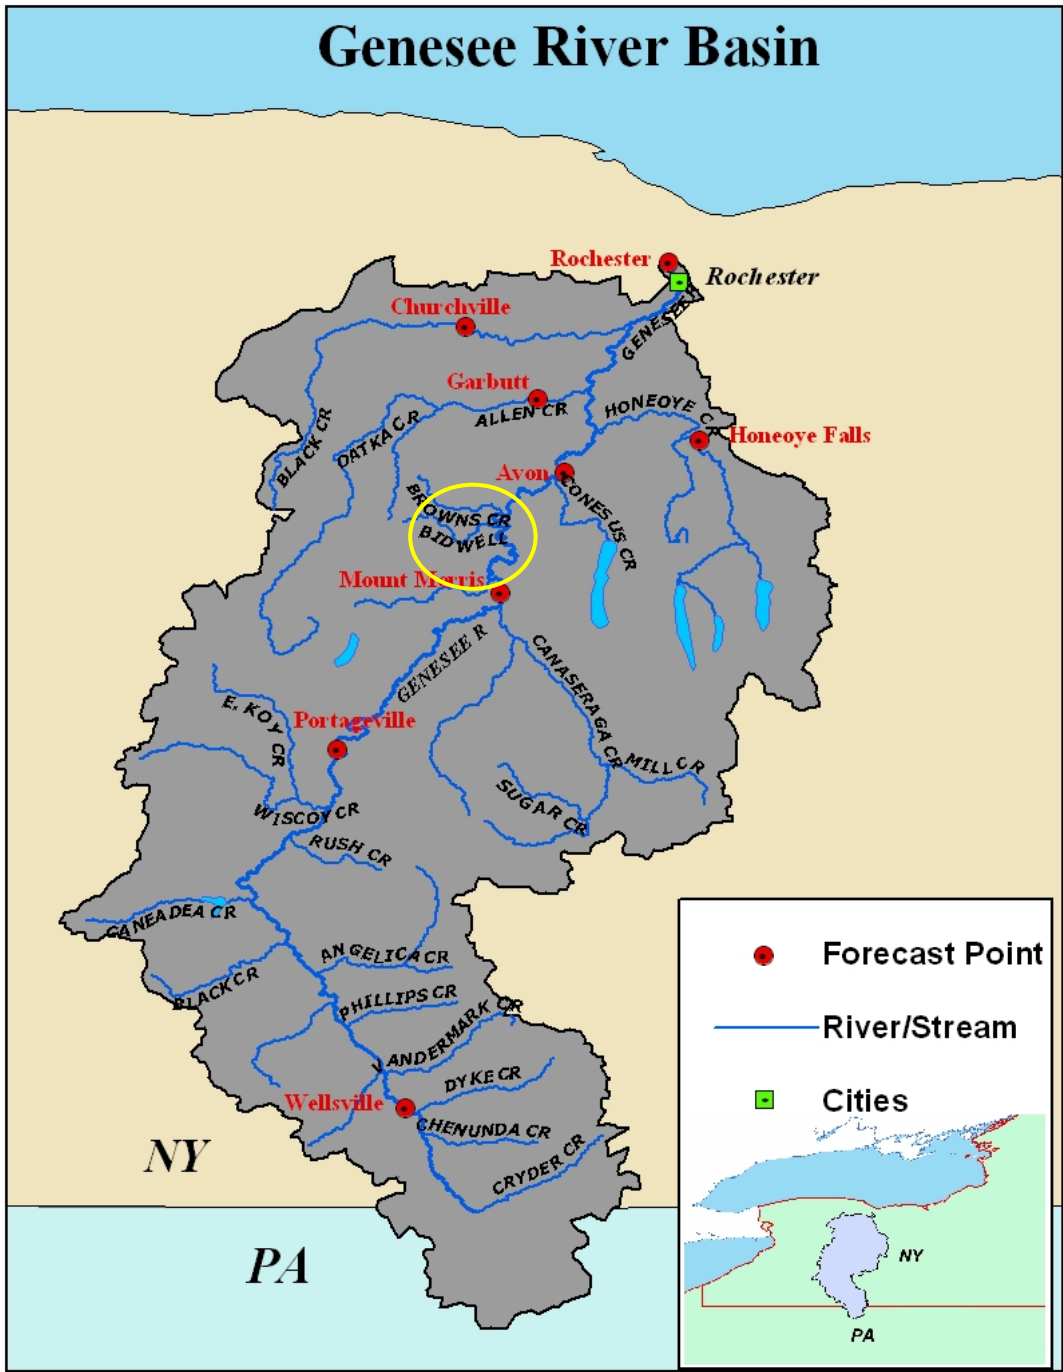 Genesee River Basin
Rochester
Rochester
Churchville
GENESEE R
Garbutt
ALLEN CR
HONEOYE CR
OATKA CR
BLACK CR
Honeoye Falls
Avon
CONESUS CR
BROWNS CR
BIDWELL
Mount Morris
GENESEE R
CANASERAGA CR
E. KOY CR
Portageville
MILL CR
SUGAR CR
WISCOY CR
RUSH CR
CANEADEA CR
ANGELICA CR
BLACK CR
PHILLIPS CR
VANDERMARK CR
DYKE CR
Wellsville
CHENUNDA CR
CRYDER CR
NY
PA
Forecast Point
River/Stream
Cities
NY
PA